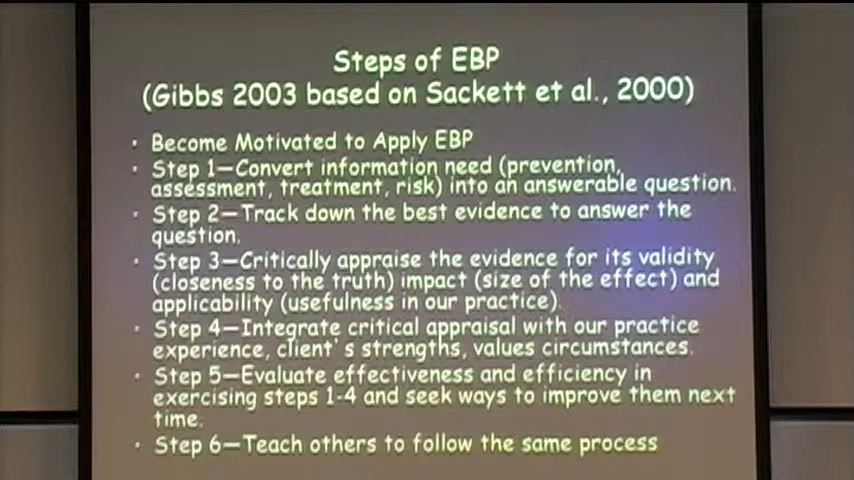 Steps of EBP
(Gibbs 2003 based on Sackett et al., 2000)
• Become Motivated to Apply EBP
• Step 1—Convert information need (prevention,
assessment, treatment, risk) into an answerable question.
• Step 2—Track down the best evidence to answer the
question.
• Step 3—Critically appraise the evidence for its validity
(closeness to the truth) impact (size of the effect) and
applicability (usefulness in our practice).
• Step 4—Integrate critical appraisal with our practice
experience, client's strengths, values circumstances.
• Step 5—Evaluate effectiveness and efficiency in
exercising steps 1-4 and seek ways to improve them next
time.
• Step 6—Teach others to follow the same process